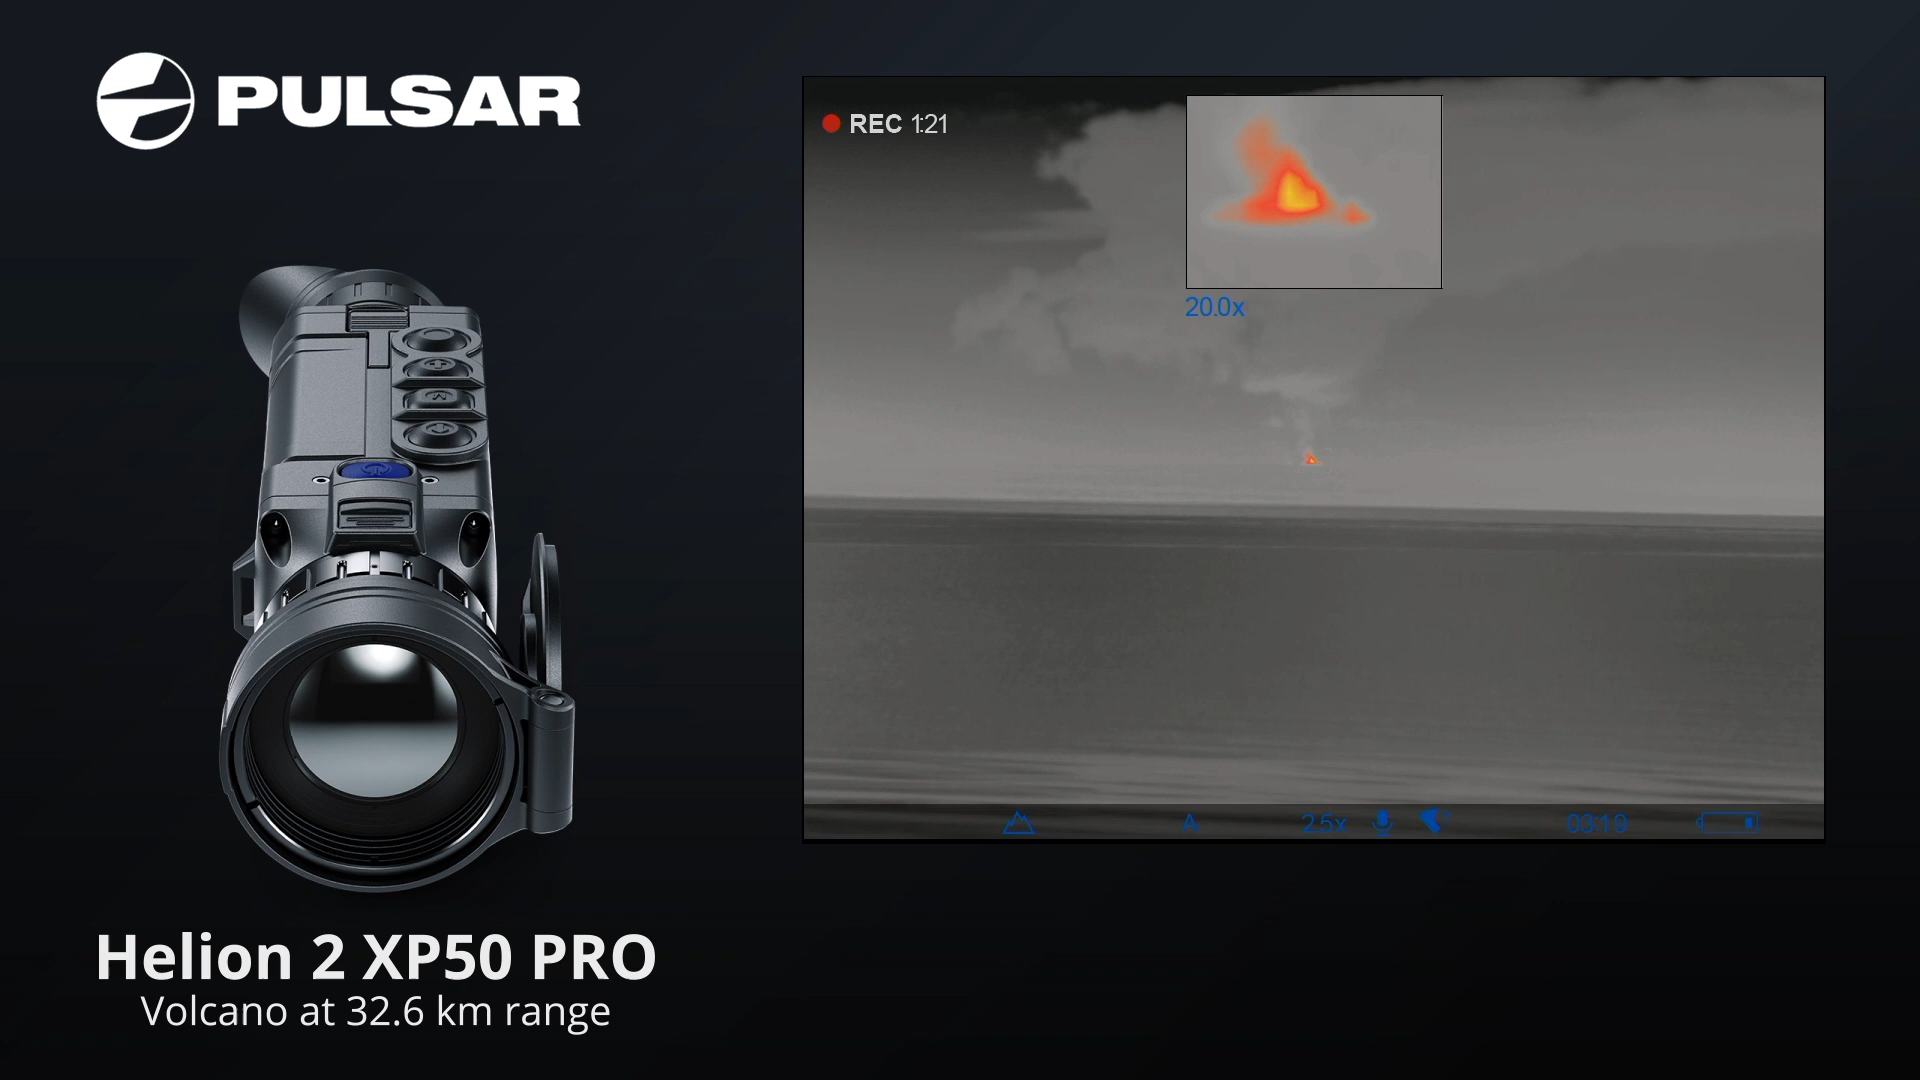 PULSAR
REC 1:21
20.0x
A
2.5x
03:19
Helion 2 XP50 PRO
Volcano at 32.6 km range